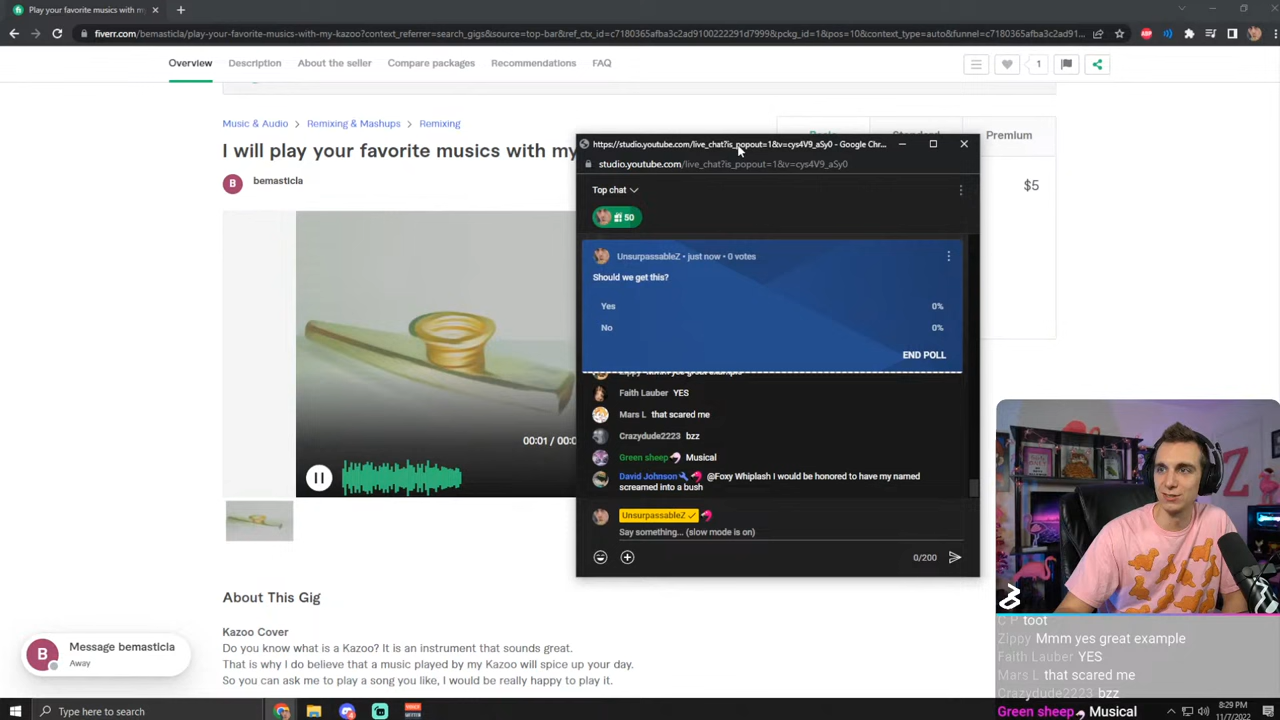 Play your favorite musics with m
fiverr.com/bemasticla/play-your-favorite-musics-with-my-kazoo?context_referrer=search_gigs&source=top-bar&ref_ctx_id=c7180365afba3c2ad9100222291d7999&pckg_id=1&pos=10&context_type=auto&funnel=c7180365afba3c2ad91...
Overview Description About the seller Compare packages Recommendations FAQ
1
Music & Audio > Remixing & Mashups > Remixing
Standard Premium
I will play your favorite musics with my
$5
B bemasticla
https://studio.youtube.com/live_chat?is_popout=1&v=cys4V9_aSy0 - Google Chr...
studio.youtube.com/live_chat?is_popout=1&v=cys4V9_aSy0
Top chat
50
UnsurpassableZ • just now • 0 votes
Should we get this?
Yes 0%
No 0%
END POLL
Zippy Mmm yes great example
Faith Lauber YES
Mars L that scared me
Crazydude2223 bzz
Green sheep Musical
David Johnson @Foxy Whiplash I would be honored to have my named
screamed into a bush
UnsurpassableZ
Say something... (slow mode is on)
0/200
00:01 / 00:0
About This Gig
Kazoo Cover
Do you know what is a Kazoo? It is an instrument that sounds great.
That is why I do believe that a music played by my Kazoo will spice up your day.
So you can ask me to play a song you like, I would be really happy to play it.
B Message bemasticla
Away
C P toot
Zippy Mmm yes great example
Faith Lauber YES
Mars L that scared me
Crazydude2223 bzz
Green sheep Musical
Type here to search
8:29 PM
11/7/2022